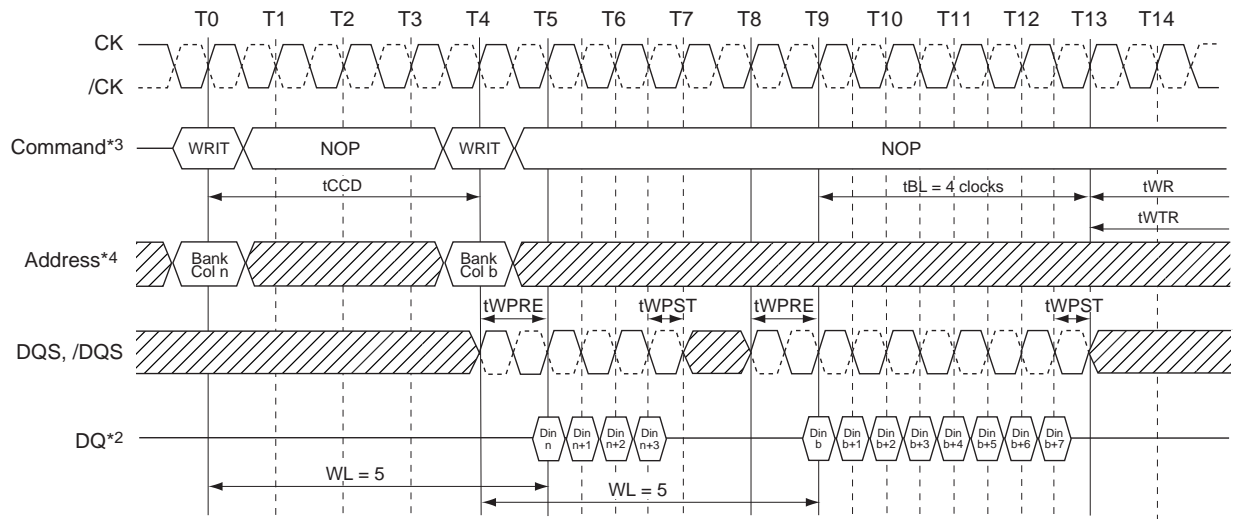 T0 T1 T2 T3 T4 T5 T6 T7 T8 T9 T10 T11 T12 T13 T14
CK
/CK
Command*3 WRIT NOP WRIT NOP
tCCD tBL = 4 clocks tWR
tWTR
Address*4 Bank Col n Bank Col b
tWPRE tWPST tWPRE tWPST
DQS, /DQS
DQ*2 Din n Din n+1 Din n+2 Din n+3 Din b Din b+1 Din b+2 Din b+3 Din b+4 Din b+5 Din b+6 Din b+7
WL = 5
WL = 5